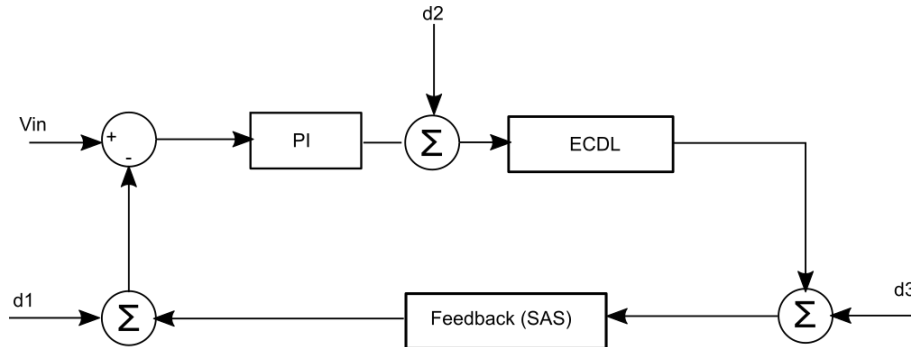 d2
Vin
+
-
PI
Σ
ECDL
d1
Σ
Feedback (SAS)
Σ
d3